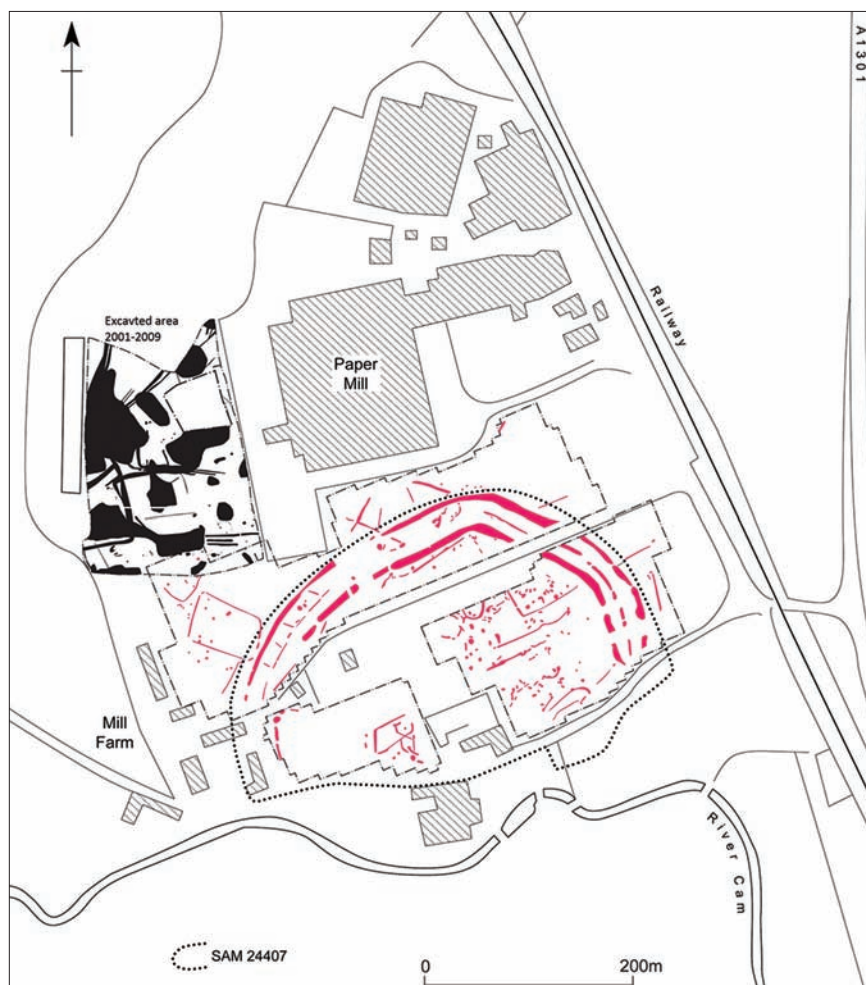 A1301
Railway
Excavted area
2001-2009
Paper
Mill
Mill
Farm
River Cam
SAM 24407
0 200m